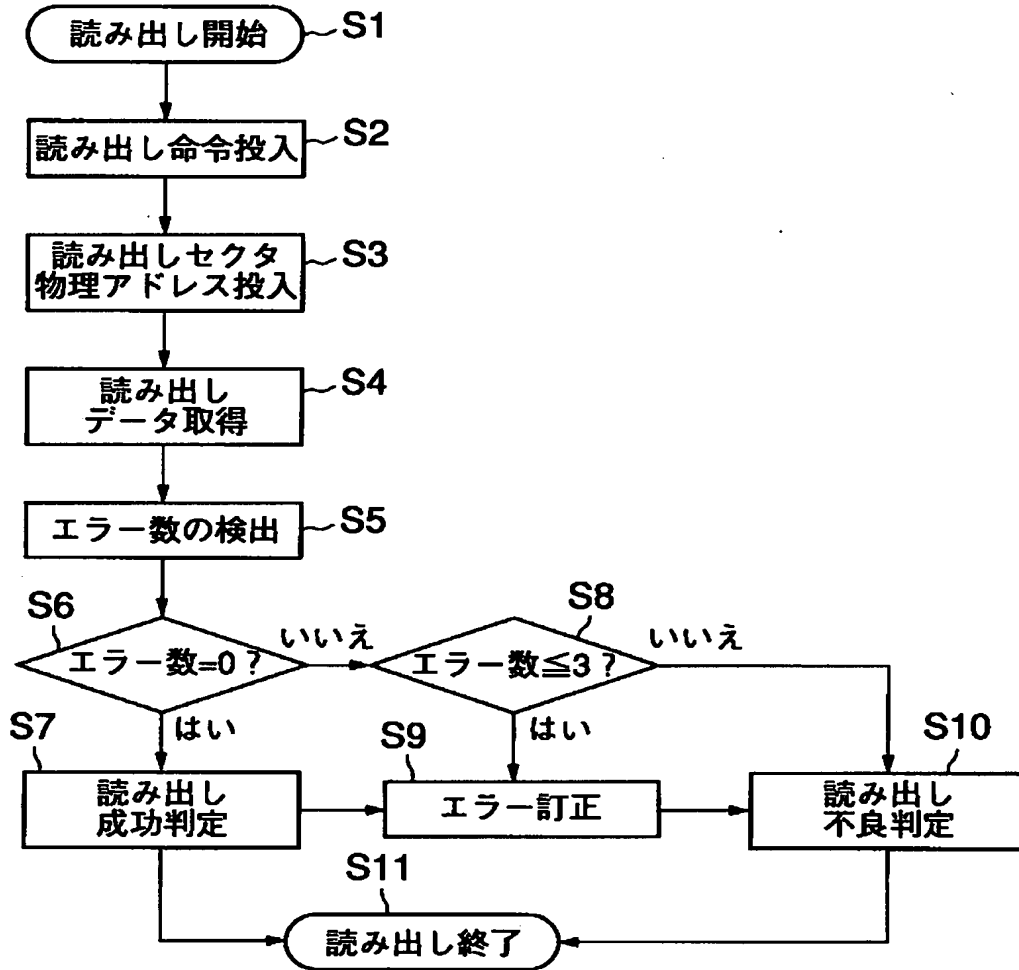 読み出し開始
S1
読み出し命令投入
S2
読み出しセクタ
物理アドレス投入
S3
読み出し
データ取得
S4
エラー数の検出
S5
S6
エラー数=0?
いいえ
はい
S8
エラー数≦3?
いいえ
はい
S7
読み出し
成功判定
S9
エラー訂正
S10
読み出し
不良判定
S11
読み出し終了